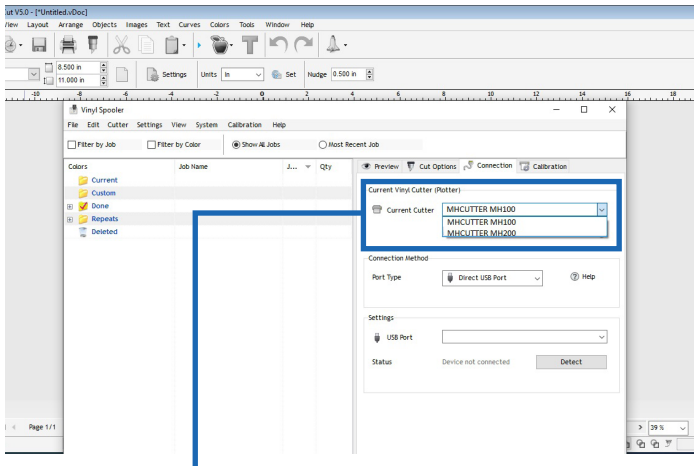 Cut V5.0 - [*Untitled.vDoc]
View Layout Arrange Objects Images Text Curves Colors Tools Window Help
8.500 in
11.000 in
Settings
Units
In
Set
Nudge
0.500 in
-10 -8 -6 -4 -2 0 2 4 6 8 10 12 14 16 18
Vinyl Spooler
File Edit Cutter Settings View System Calibration Help
Filter by Job Filter by Color Show All Jobs Most Recent Job
Colors Job Name J... Qty
Current
Custom
Done
Repeats
Deleted
Preview Cut Options Connection Calibration
Current Vinyl Cutter (Plotter)
Current Cutter MHCUTTER MH100
MHCUTTER MH100
MHCUTTER MH200
Connection Method
Port Type Direct USB Port Help
Settings
USB Port
Status Device not connected Detect
Page 1/1
39 %